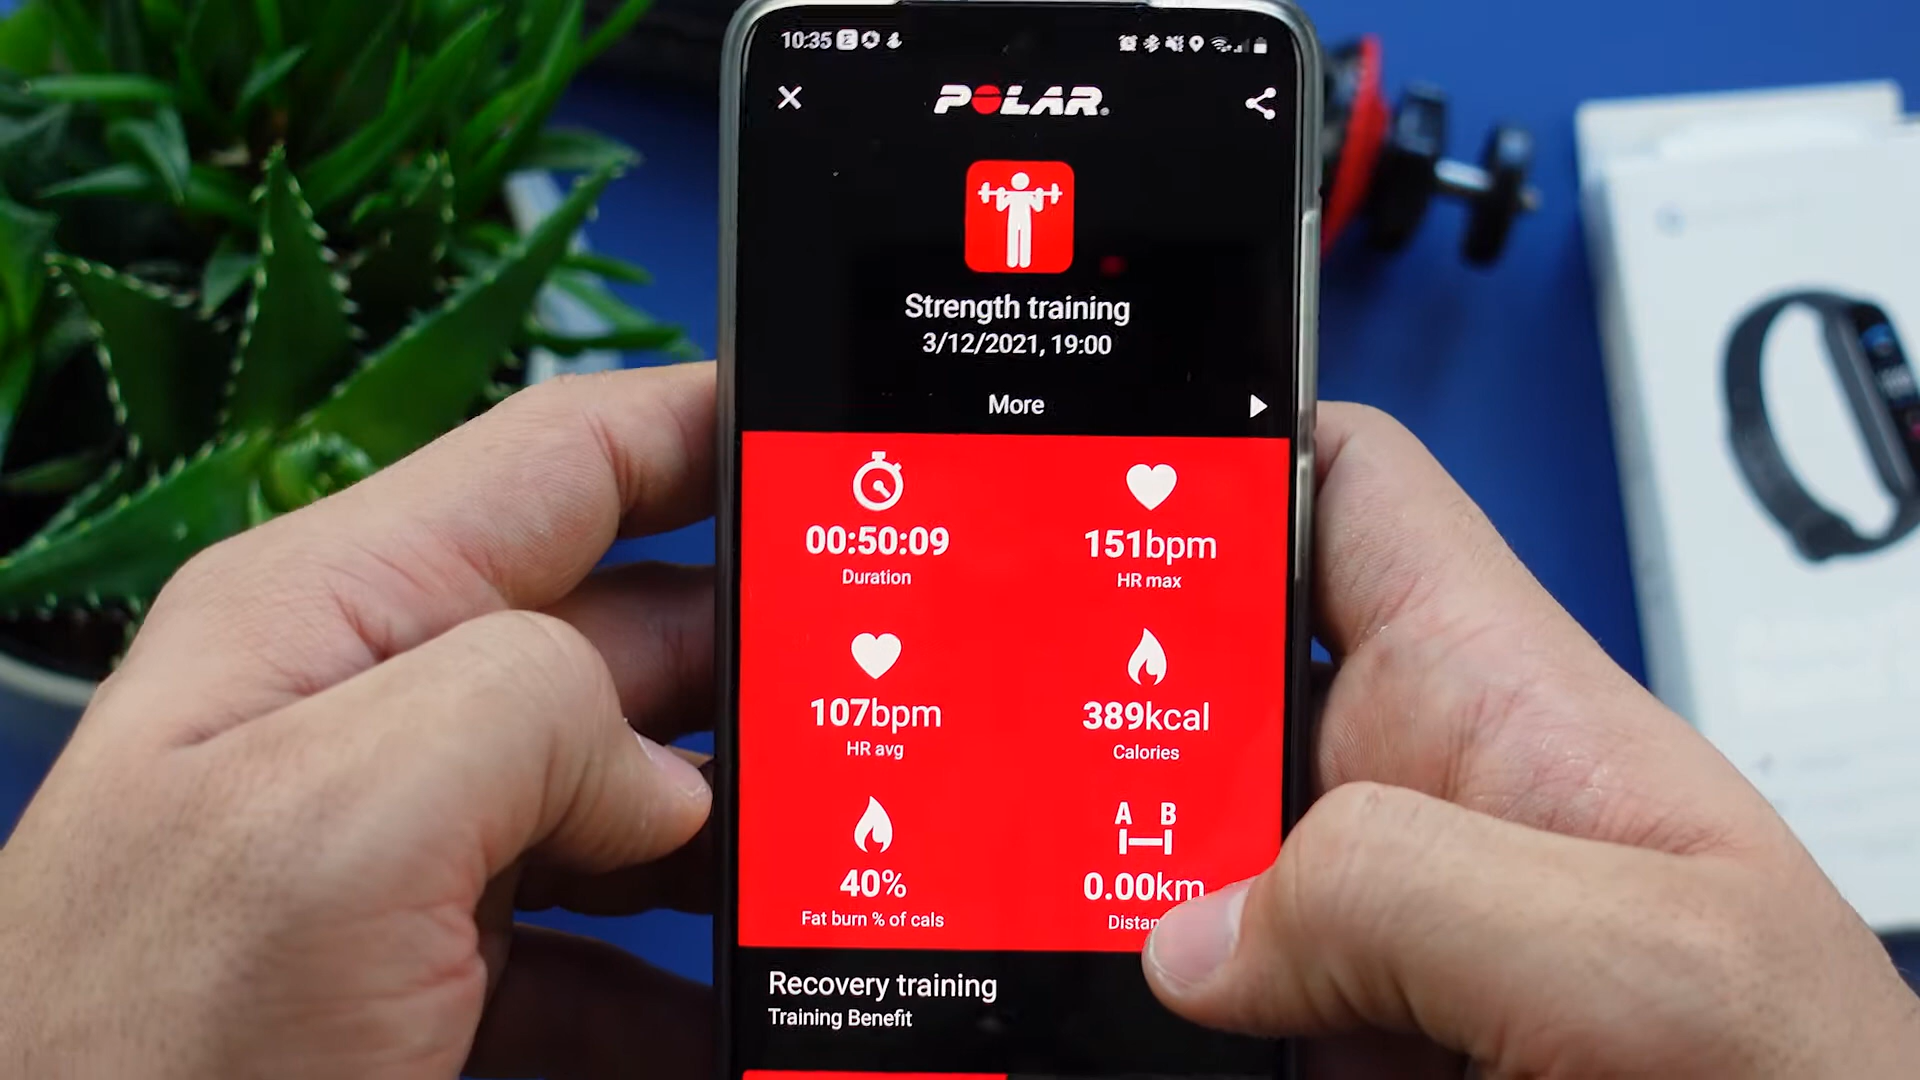 10:35
POLAR
Strength training
3/12/2021, 19:00
More
00:50:09
Duration
151bpm
HR max
107bpm
HR avg
389kcal
Calories
40%
Fat burn % of cals
A B
0.00km
Distan
Recovery training
Training Benefit